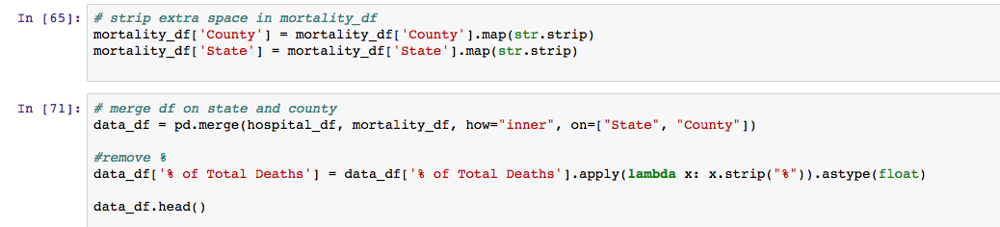 In [65]: # strip extra space in mortality_df
mortality_df['County'] = mortality_df['County'].map(str.strip)
mortality_df['State'] = mortality_df['State'].map(str.strip)
In [71]: # merge df on state and county
data_df = pd.merge(hospital_df, mortality_df, how="inner", on=["State", "County"])
#remove %
data_df['% of Total Deaths'] = data_df['% of Total Deaths'].apply(lambda x: x.strip("%")).astype(float)
data_df.head()